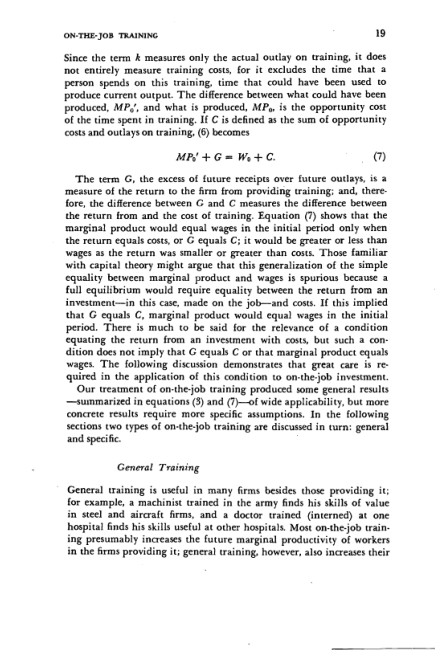 ON-THE-JOB TRAINING 19
Since the term k measures only the actual outlay on training, it does
not entirely measure training costs, for it excludes the time that a
person spends on this training, time that could have been used to
produce current output. The difference between what could have been
produced, MP₀′, and what is produced, MP₀, is the opportunity cost
of the time spent in training. If C is defined as the sum of opportunity
costs and outlays on training, (6) becomes
MP₀′ + G = W₀ + C. (7)
The term G, the excess of future receipts over future outlays, is a
measure of the return to the firm from providing training; and, there-
fore, the difference between G and C measures the difference between
the return from and the cost of training. Equation (7) shows that the
marginal product would equal wages in the initial period only when
the return equals costs, or G equals C; it would be greater or less than
wages as the return was smaller or greater than costs. Those familiar
with capital theory might argue that this generalization of the simple
equality between marginal product and wages is spurious because a
full equilibrium would require equality between the return from an
investment—in this case, made on the job—and costs. If this implied
that G equals C, marginal product would equal wages in the initial
period. There is much to be said for the relevance of a condition
equating the return from an investment with costs, but such a con-
dition does not imply that G equals C or that marginal product equals
wages. The following discussion demonstrates that great care is re-
quired in the application of this condition to on-the-job investment.
Our treatment of on-the-job training produced some general results
—summarized in equations (3) and (7)—of wide applicability, but more
concrete results require more specific assumptions. In the following
sections two types of on-the-job training are discussed in turn: general
and specific.
General Training
General training is useful in many firms besides those providing it;
for example, a machinist trained in the army finds his skills of value
in steel and aircraft firms, and a doctor trained (interned) at one
hospital finds his skills useful at other hospitals. Most on-the-job train-
ing presumably increases the future marginal productivity of workers
in the firms providing it; general training, however, also increases their